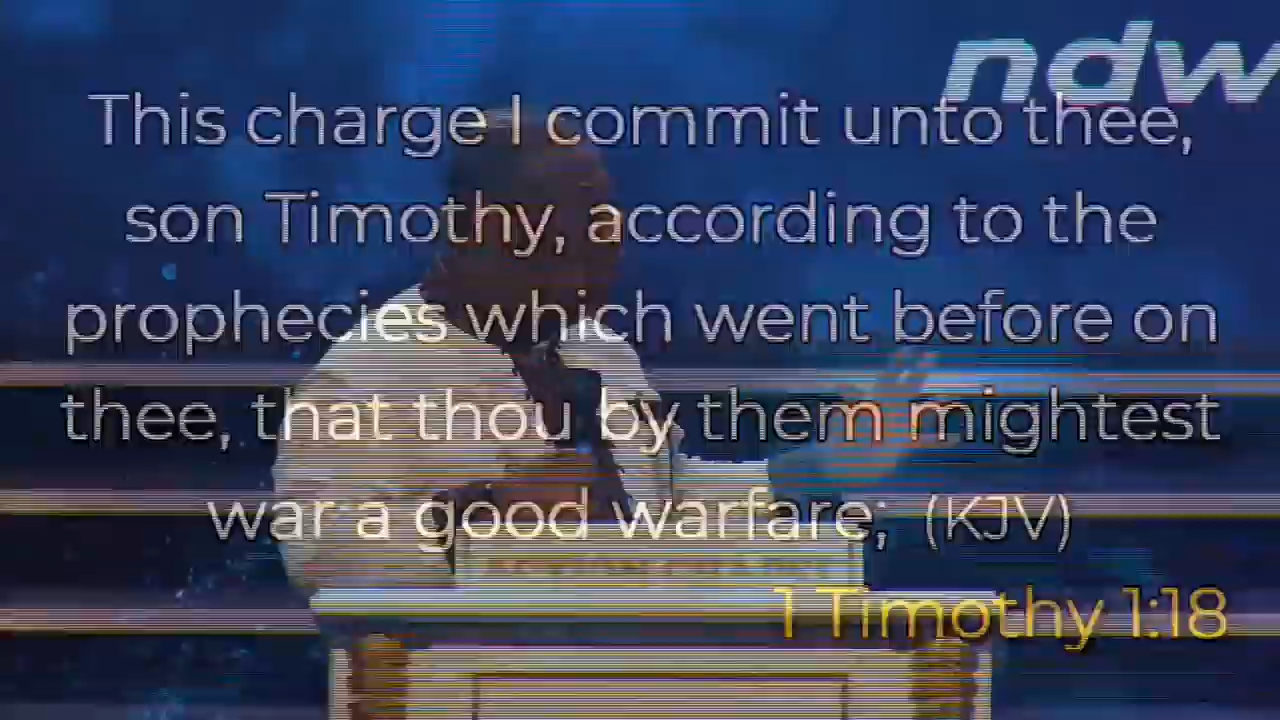 ndw
This charge I commit unto thee,
son Timothy, according to the
prophecies which went before on
thee, that thou by them mightest
war a good warfare; (KJV)
1 Timothy 1:18